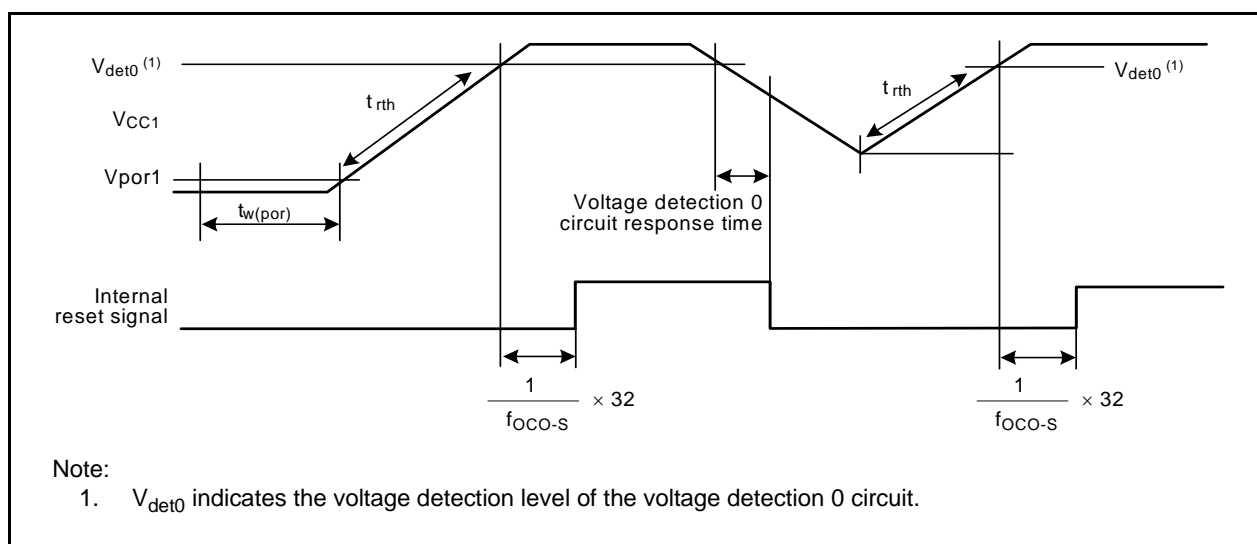 Vdet0 (1)
trth
VCC1
Vpor1
tw(por)
Voltage detection 0
circuit response time
trth
Vdet0 (1)
Internal
reset signal
1
fOCO-S
× 32
1
fOCO-S
× 32
Note:
1. Vdet0 indicates the voltage detection level of the voltage detection 0 circuit.